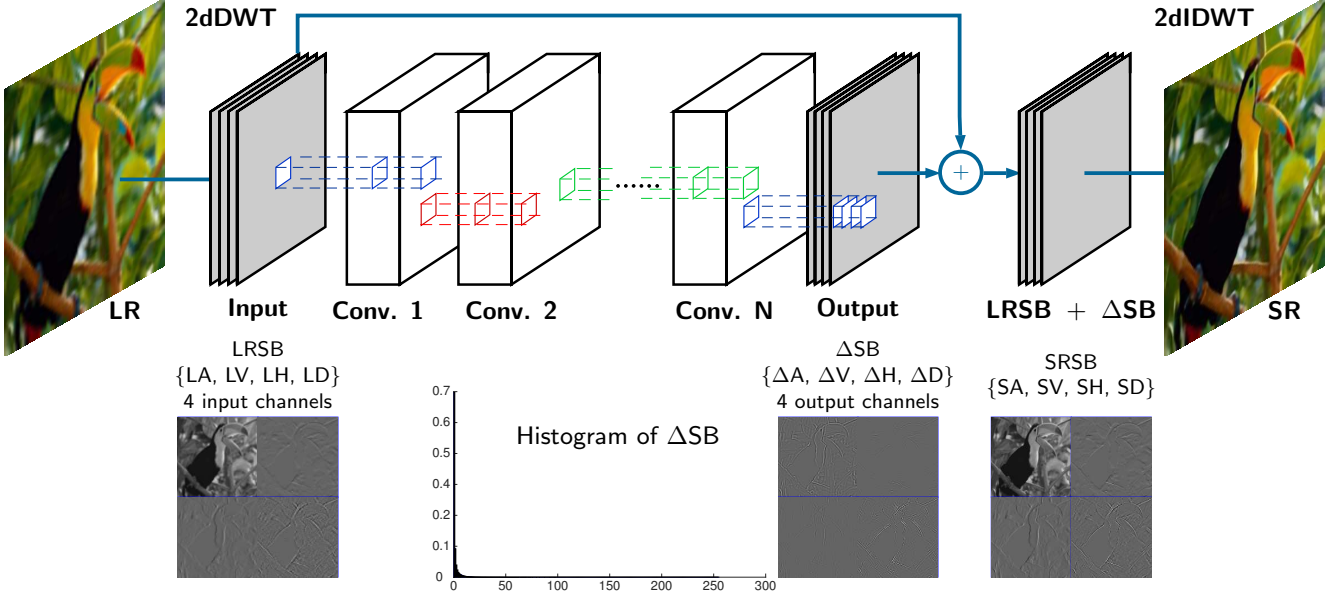 2dDWT
2dIDWT
+
LR
Input
Conv. 1
Conv. 2
......
Conv. N
Output
LRSB + ΔSB
SR
LRSB
{LA, LV, LH, LD}
4 input channels
ΔSB
{ΔA, ΔV, ΔH, ΔD}
4 output channels
SRSB
{SA, SV, SH, SD}
Histogram of ΔSB
0.7
0.6
0.5
0.4
0.2
0.2
0.1
0
0
50
100
150
200
250
300